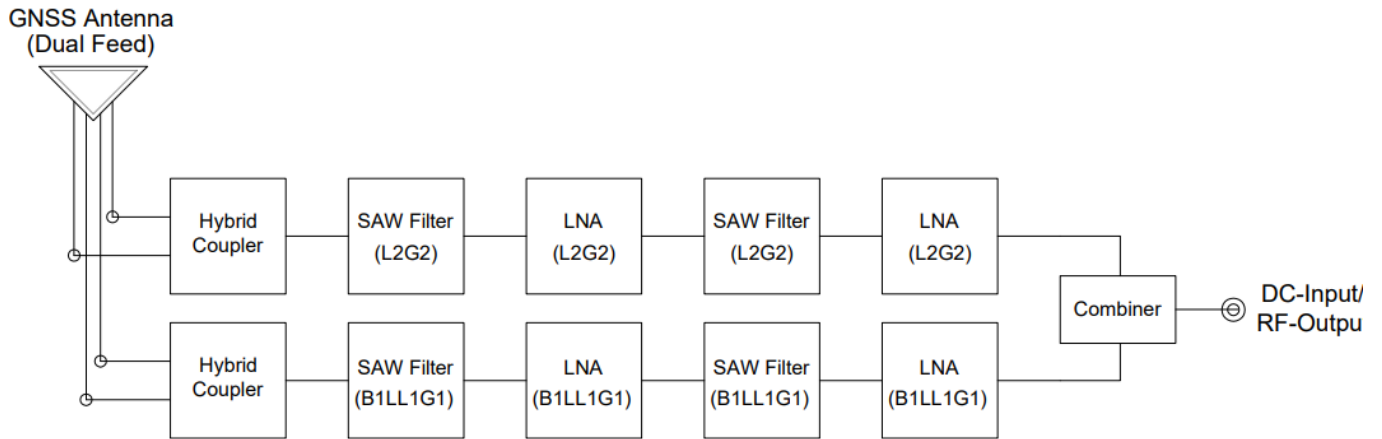 GNSS Antenna
(Dual Feed)
Hybrid
Coupler
SAW Filter
(L2G2)
LNA
(L2G2)
SAW Filter
(L2G2)
LNA
(L2G2)
Combiner
DC-Input/
RF-Outpu
Hybrid
Coupler
SAW Filter
(B1LL1G1)
LNA
(B1LL1G1)
SAW Filter
(B1LL1G1)
LNA
(B1LL1G1)